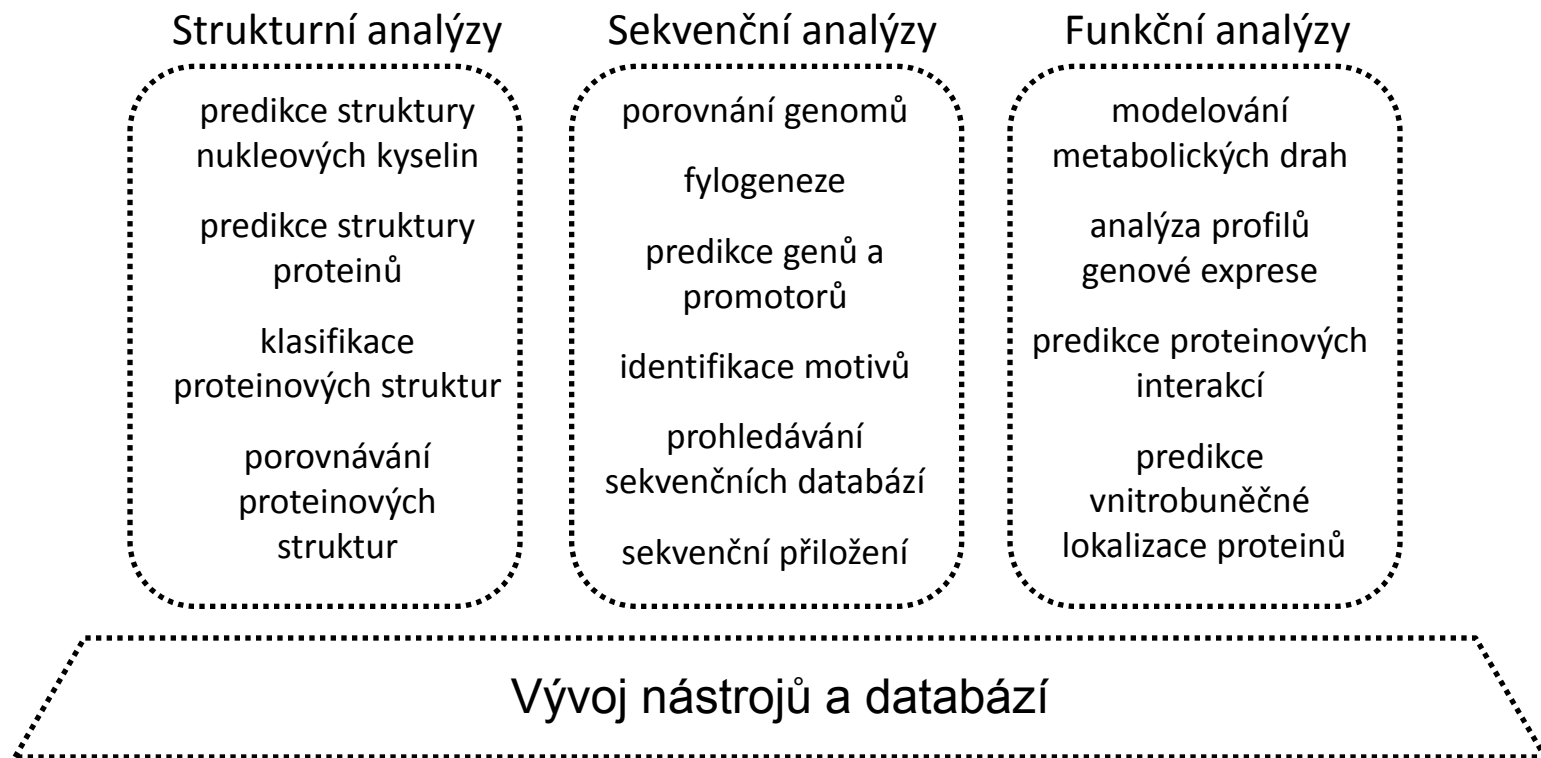 Strukturní analýzy
predikce struktury
nukleových kyselin
predikce struktury
proteinů
klasifikace
proteinových struktur
porovnávání
proteinových
struktur
Sekvenční analýzy
porovnání genomů
fylogeneze
predikce genů a
promotorů
identifikace motivů
prohledávání
sekvenčních databází
sekvenční přiložení
Funkční analýzy
modelování
metabolických drah
analýza profilů
genové exprese
predikce proteinových
interakcí
predikce
vnitrobuněčné
lokalizace proteinů
Vývoj nástrojů a databází